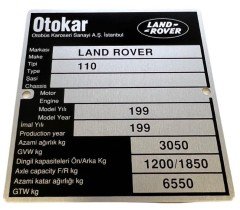 Otokar
Otobüs Karoseri Sanayi A.Ş. İstanbul
LAND
ROVER
Markası
Make
LAND ROVER
Tipi
Type
110
Şasi
Chassis
Motor
Engine
Model Yılı
Model Year
199
İmal Yılı
Production year
199
Azami ağırlığı kg
GVW kg
3050
Dingil kapasiteleri Ön/Arka Kg
Axle capacity F/R kg
1200/1850
Azami katar ağırlığı kg
GTW kg
6550